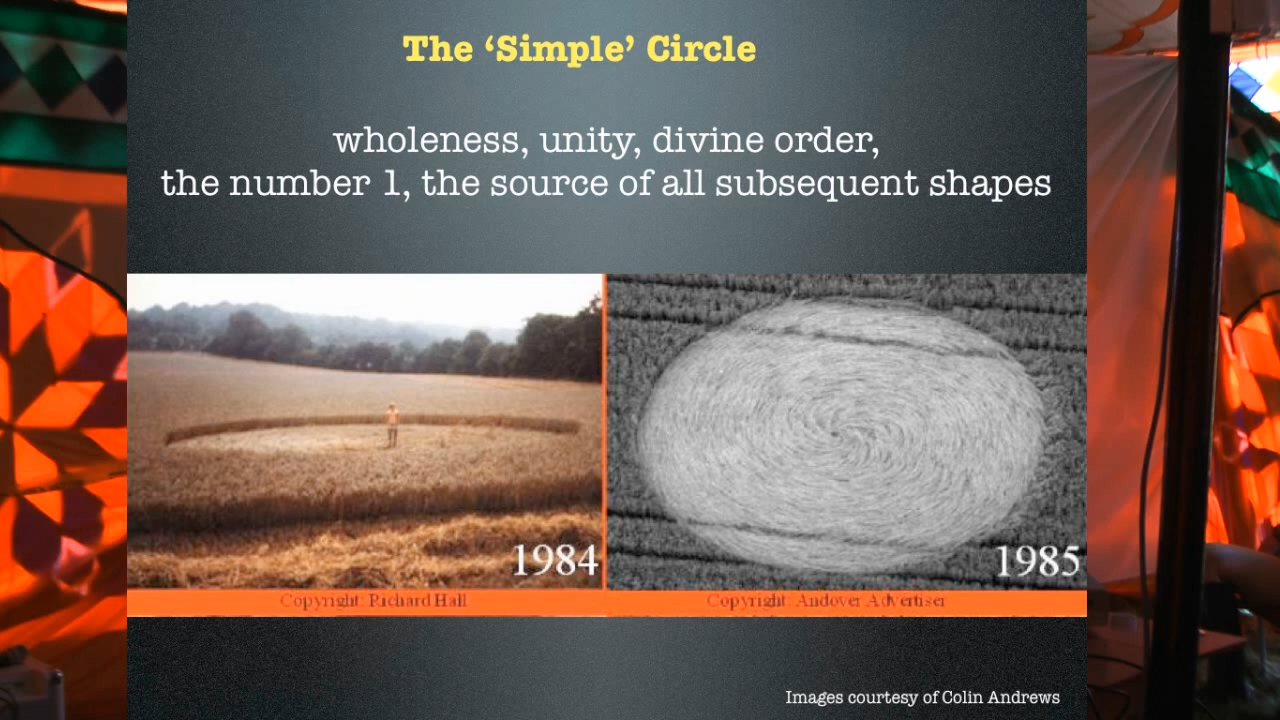 The ‘Simple’ Circle
wholeness, unity, divine order,
the number 1, the source of all subsequent shapes
1984
1985
Copyright: Richard Hall
Copyright: Andover Advertiser
Images courtesy of Colin Andrews